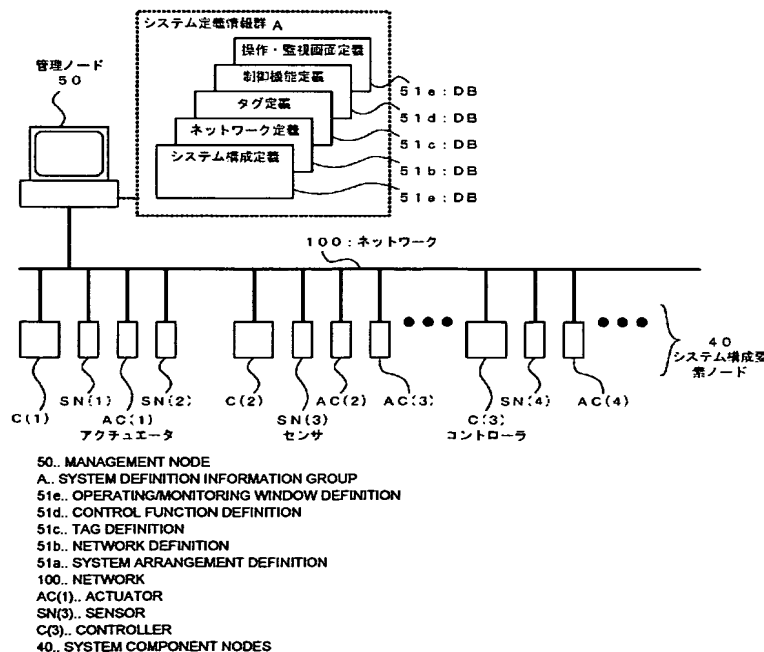 システム定義情報群 A
操作・監視画面定義
制御機能定義
タグ定義
ネットワーク定義
システム構成定義
管理ノード
50
51e:DB
51d:DB
51c:DB
51b:DB
51a:DB
100:ネットワーク
40
システム構成要
素ノード
C(1)
SN(1)
AC(1)
SN(2)
C(2)
SN(3)
AC(2)
AC(3)
C(3)
SN(4)
AC(4)
アクチュエータ
センサ
コントローラ
50.. MANAGEMENT NODE
A.. SYSTEM DEFINITION INFORMATION GROUP
51e.. OPERATING/MONITORING WINDOW DEFINITION
51d.. CONTROL FUNCTION DEFINITION
51c.. TAG DEFINITION
51b.. NETWORK DEFINITION
51a.. SYSTEM ARRANGEMENT DEFINITION
100.. NETWORK
AC(1).. ACTUATOR
SN(3).. SENSOR
C(3).. CONTROLLER
40.. SYSTEM COMPONENT NODES